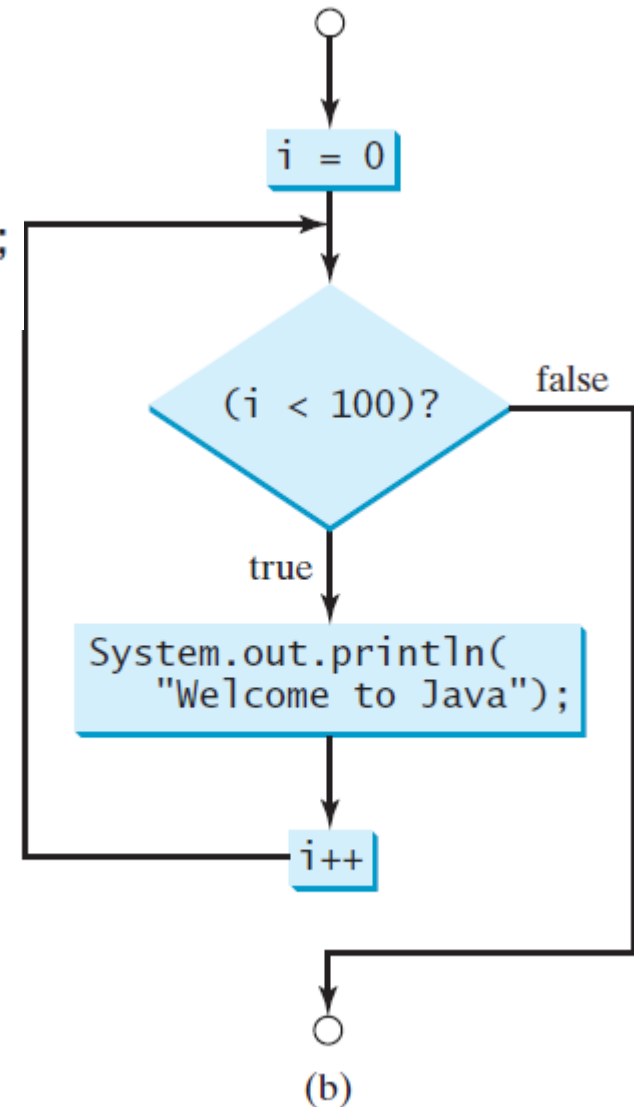 i = 0
;
(i < 100)?
false
true
System.out.println(
"Welcome to Java");
i++
(b)